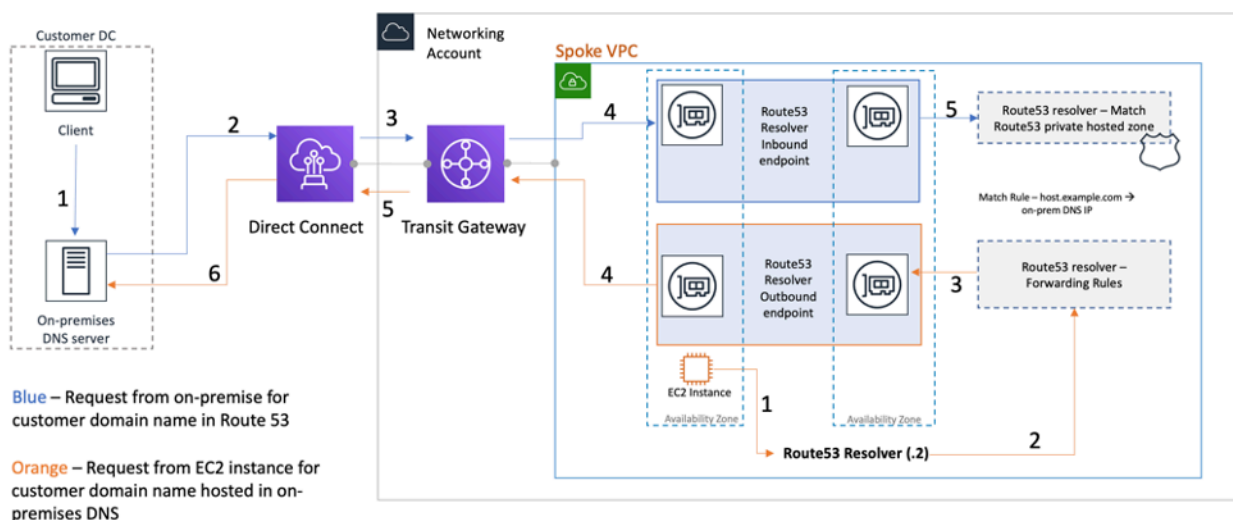 Customer DC
Client
1
On-premises
DNS server
2
6
Direct Connect
3
5
Networking
Account
Transit Gateway
4
4
Spoke VPC
Route53
Resolver
Inbound
endpoint
5
Route53 resolver – Match
Route53 private hosted zone
Match Rule – host.example.com →
on-prem DNS IP
Route53
Resolver
Outbound
endpoint
3
Route53 resolver –
Forwarding Rules
EC2 Instance
1
Availability Zone
Availability Zone
Route53 Resolver (.2)
2
Blue – Request from on-premise for
customer domain name in Route 53
Orange – Request from EC2 instance for
customer domain name hosted in on-
premises DNS